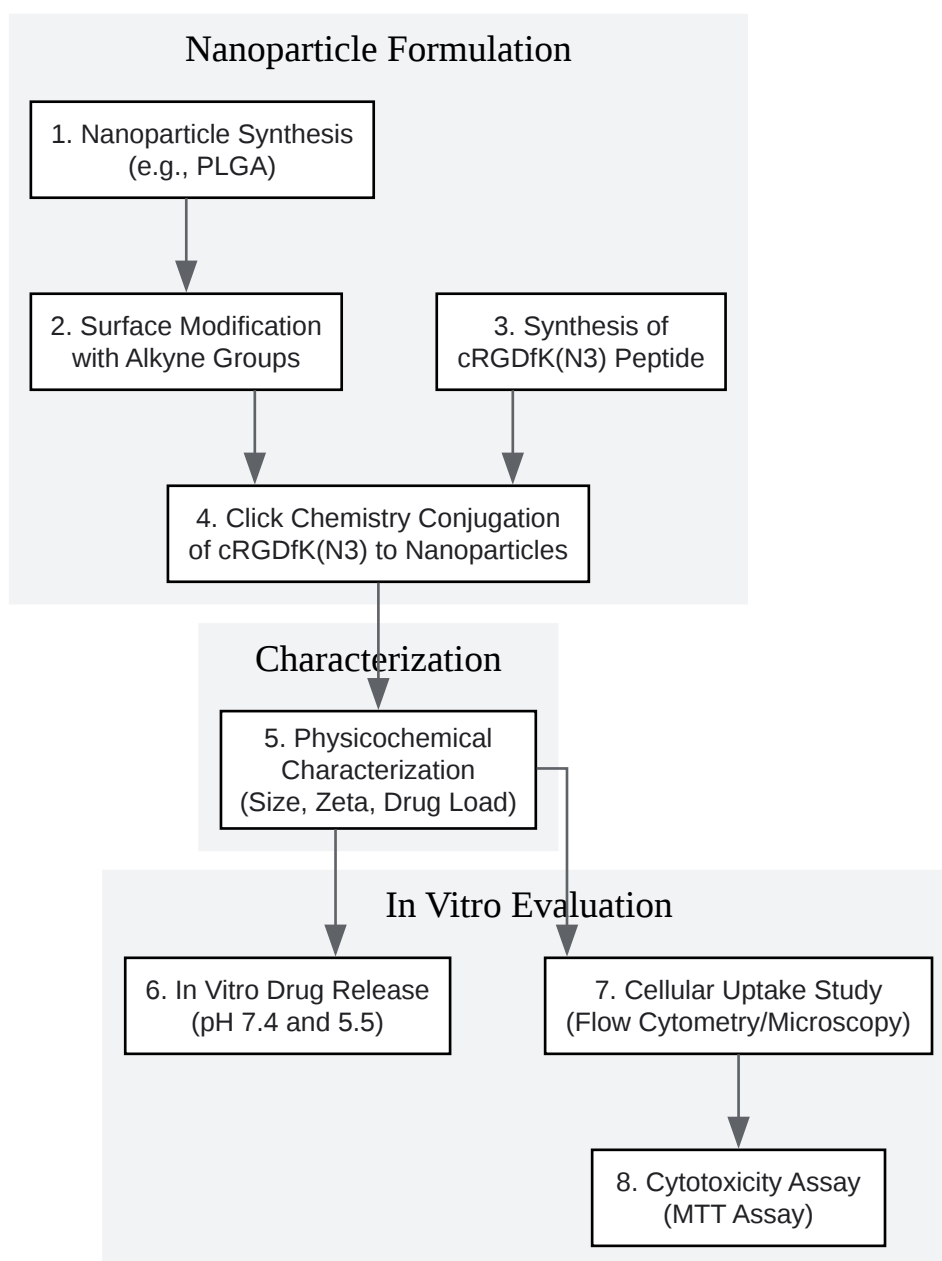 Nanoparticle Formulation
1. Nanoparticle Synthesis
(e.g., PLGA)
2. Surface Modification
with Alkyne Groups
3. Synthesis of
cRGDfK(N3) Peptide
4. Click Chemistry Conjugation
of cRGDfK(N3) to Nanoparticles
Characterization
5. Physicochemical
Characterization
(Size, Zeta, Drug Load)
In Vitro Evaluation
6. In Vitro Drug Release
(pH 7.4 and 5.5)
7. Cellular Uptake Study
(Flow Cytometry/Microscopy)
8. Cytotoxicity Assay
(MTT Assay)